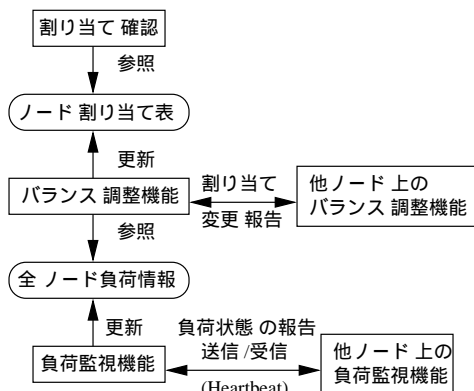 割り当て 確認
参照
ノード 割り当て表
更新
バランス 調整機能
割り当て
変更 報告
他ノード 上の
バランス 調整機能
参照
全 ノード負荷情報
更新
負荷状態 の報告
送信 /受信
(Heartbeat)
負荷監視機能
他ノード 上の
負荷監視機能